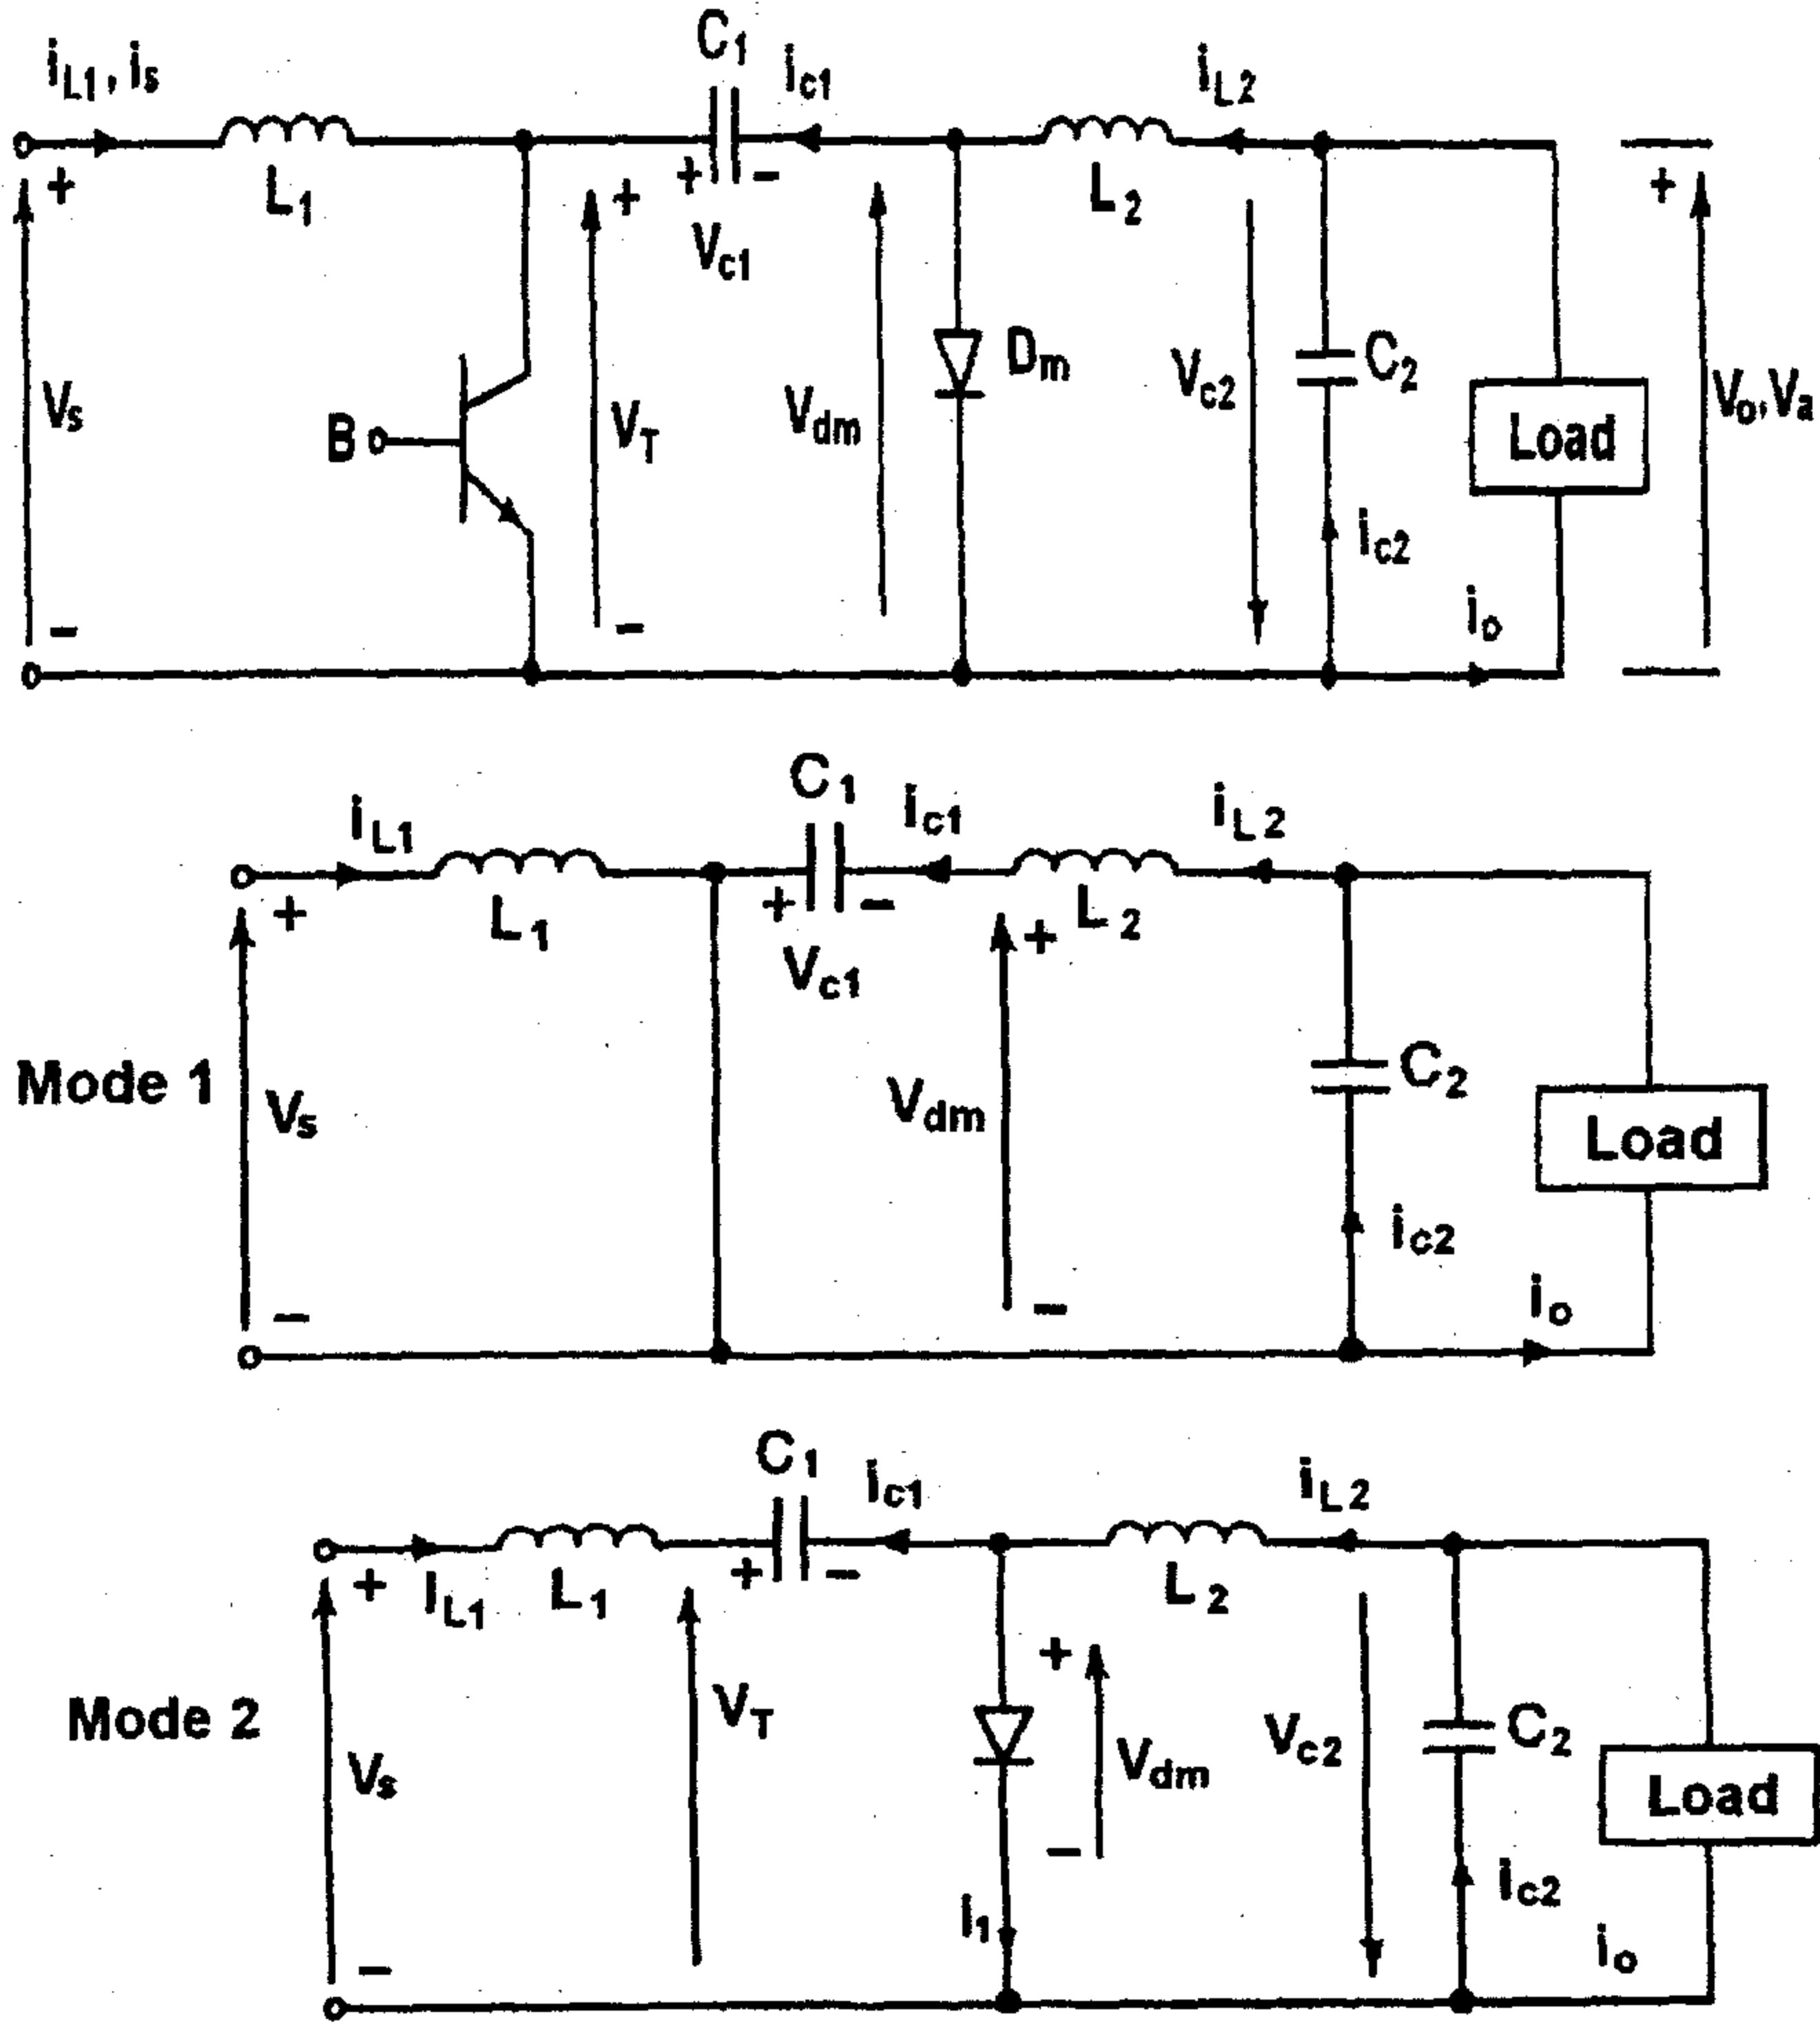 C1
iL1, is
ic1
iL2
+
L1
+
+ -
Vc1
L2
+
Vs
B
VT
Vdm
Dm
Vc2
C2
Load
Vo,Va
ic2
io
-
-
C1
iL1
ic1
iL2
+
L1
+ -
Vc1
+
L2
Mode 1
Vs
Vdm
C2
Load
ic2
io
-
-
C1
ic1
iL2
+
IL1
L1
+ -
L2
+
Mode 2
Vs
VT
Vdm
Vc2
C2
Load
-
I1
ic2
io
-